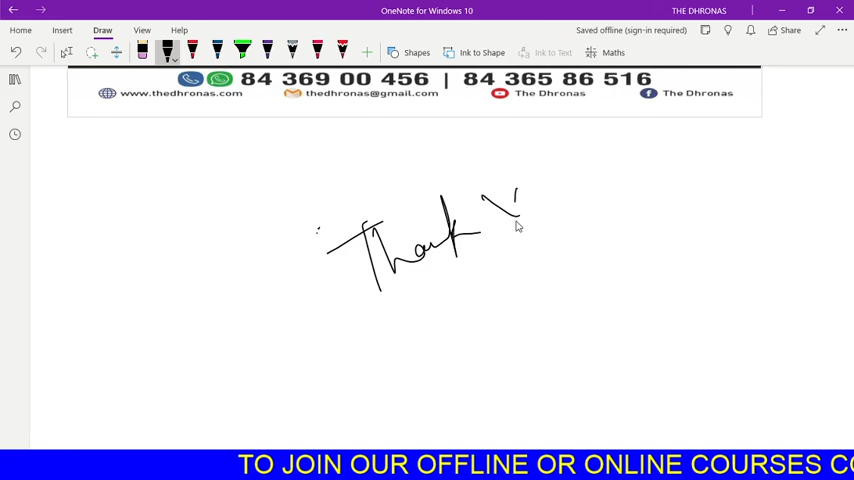 OneNote for Windows 10
THE DHRONAS
Home Insert Draw View Help
Saved offline (sign-in required)
Share
Shapes Ink to Shape Ink to Text Maths
84 369 00 456 | 84 365 86 516
www.thedhronas.com thedhronas@gmail.com The Dhronas The Dhronas
Thank Y
TO JOIN OUR OFFLINE OR ONLINE COURSES CO